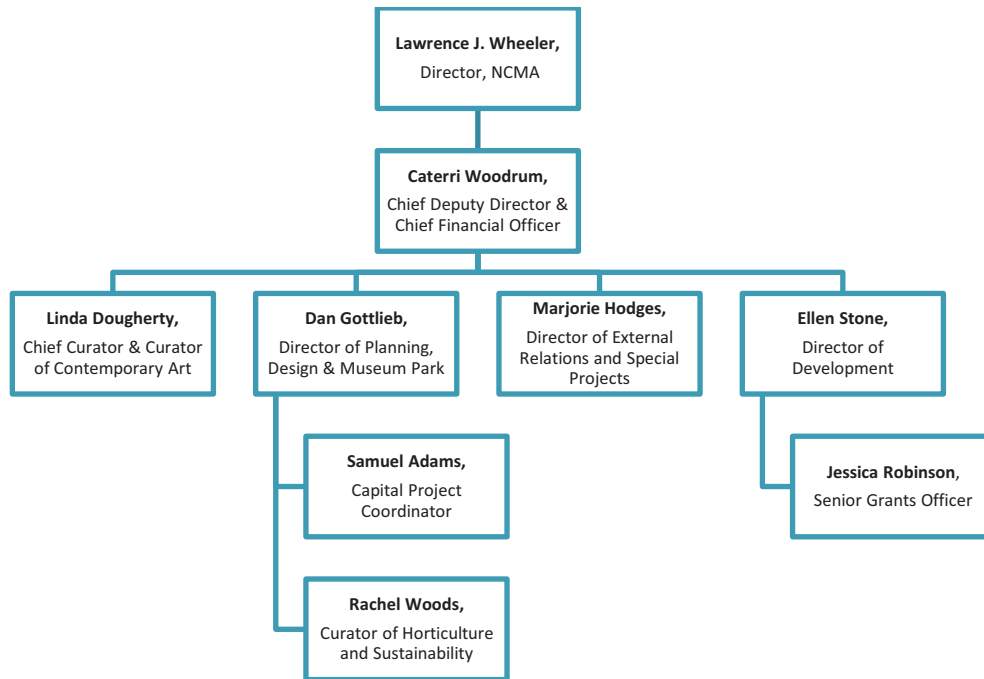 Lawrence J. Wheeler,
Director, NCMA
Caterri Woodrum,
Chief Deputy Director &
Chief Financial Officer
Linda Dougherty,
Chief Curator & Curator
of Contemporary Art
Dan Gottlieb,
Director of Planning,
Design & Museum Park
Marjorie Hodges,
Director of External
Relations and Special
Projects
Ellen Stone,
Director of
Development
Samuel Adams,
Capital Project
Coordinator
Jessica Robinson,
Senior Grants Officer
Rachel Woods,
Curator of Horticulture
and Sustainability